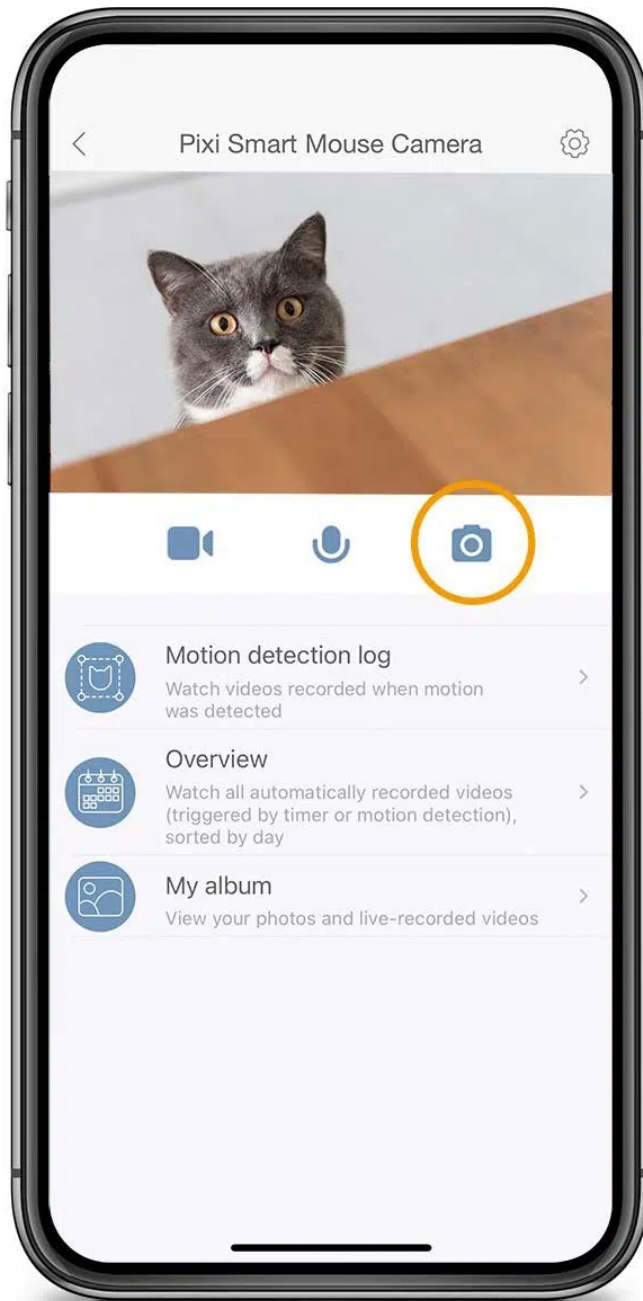 Pixi Smart Mouse Camera
Motion detection log
Watch videos recorded when motion
was detected
Overview
Watch all automatically recorded videos
(triggered by timer or motion detection),
sorted by day
My album
View your photos and live-recorded videos